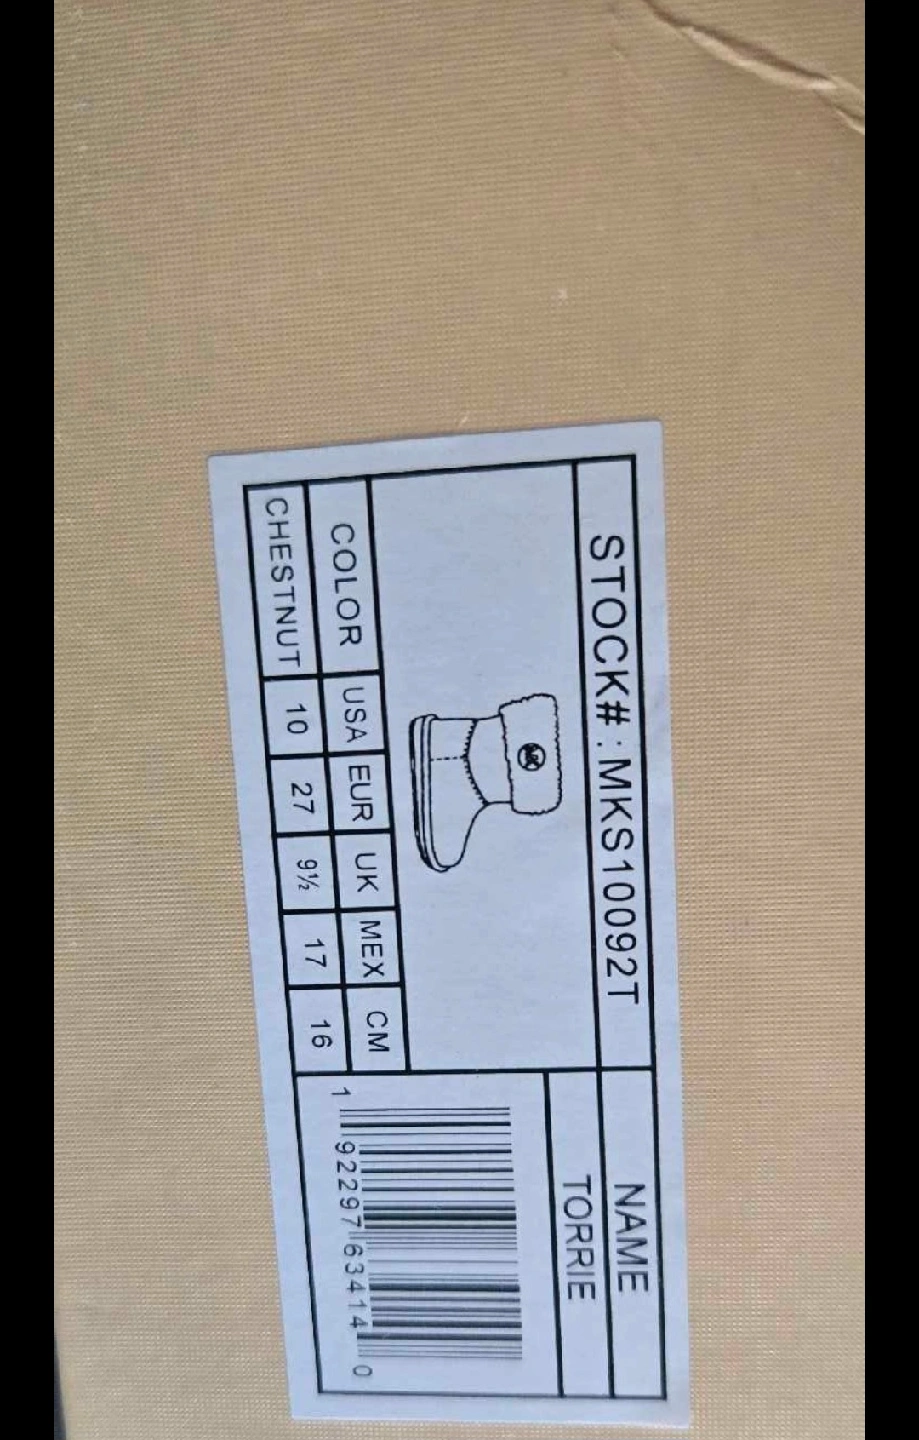 STOCK#:MKS10092T
NAME
TORRIE
MK
COLOR USA EUR UK MEX CM
CHESTNUT 10 27 9½ 17 16
1 92297 63414 0